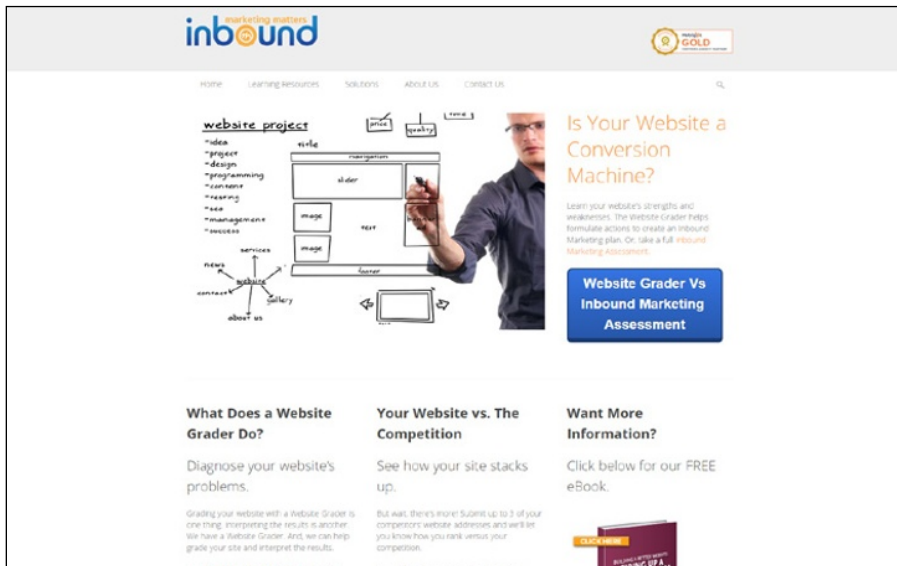 marketing matters
inbound
GOLD
Home
Learning Resources
Solutions
About Us
Contact Us
website project
-idea
-project
-design
-programming
-content
-testing
-seo
-management
-success
price
quality
title
navigation
slider
image
text
image
footer
services
news
website
contact
gallery
about us
Is Your Website a
Conversion
Machine?
Learn your website's strengths and
weaknesses. The Website Grader helps
formulate actions to create an Inbound
Marketing plan. Or, take a full Inbound
Marketing Assessment.
Website Grader Vs
Inbound Marketing
Assessment
What Does a Website
Grader Do?
Diagnose your website's
problems.
Grading your website with a Website Grader is
one thing, interpreting the results is another.
We have a Website Grader. And, we can help
grade your site and interpret the results.
Your Website vs. The
Competition
See how your site stacks
up.
But wait, there's more! Submit up to 3 of your
competitors' website addresses and we'll let
you know how you rank versus your
competition.
Want More
Information?
Click below for our FREE
eBook.
CLICK HERE
BUILDING A BETTER WEBSITE